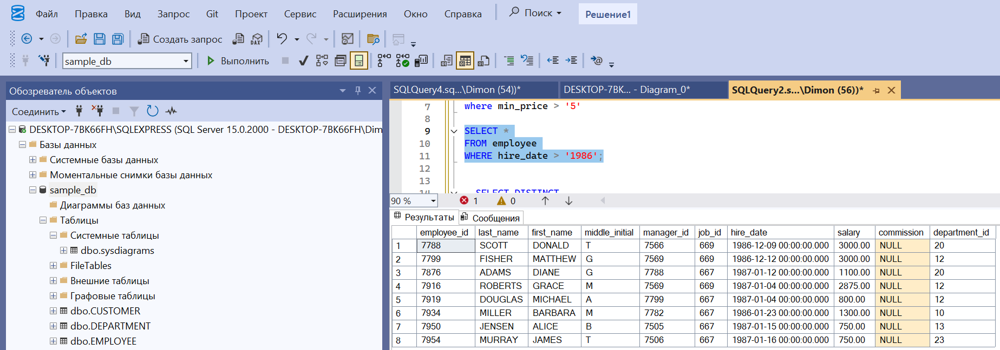 Файл Правка Вид Запрос Git Проект Сервис Расширения Окно Справка Поиск Решение1
Создать запрос DAX
sample_db Выполнить
Обозреватель объектов
Соединить
DESKTOP-7BK66FH\SQLEXPRESS (SQL Server 15.0.2000 - DESKTOP-7BK66FH\Dim
Базы данных
Системные базы данных
Моментальные снимки базы данных
sample_db
Диаграммы баз данных
Таблицы
Системные таблицы
dbo.sysdiagrams
FileTables
Внешние таблицы
Графовые таблицы
dbo.CUSTOMER
dbo.DEPARTMENT
dbo.EMPLOYEE
SQLQuery4.sq...\Dimon (54))* DESKTOP-7BK... - Diagram_0* SQLQuery2.s...\Dimon (56))*
7 where min_price > '5'
8
9 SELECT *
10 FROM employee
11 WHERE hire_date > '1986';
12
13
14 SELECT DISTINCT
90 % 1 0
Результаты Сообщения
employee_id last_name first_name middle_initial manager_id job_id hire_date salary commission department_id
1 7788 SCOTT DONALD T 7566 669 1986-12-09 00:00:00.000 3000.00 NULL 20
2 7799 FISHER MATTHEW G 7569 669 1986-12-12 00:00:00.000 3000.00 NULL 12
3 7876 ADAMS DIANE G 7788 667 1987-01-12 00:00:00.000 1100.00 NULL 20
4 7916 ROBERTS GRACE M 7569 669 1987-01-04 00:00:00.000 2875.00 NULL 12
5 7919 DOUGLAS MICHAEL A 7799 667 1987-01-04 00:00:00.000 800.00 NULL 12
6 7934 MILLER BARBARA M 7782 667 1986-01-23 00:00:00.000 1300.00 NULL 10
7 7950 JENSEN ALICE B 7505 667 1987-01-15 00:00:00.000 750.00 NULL 13
8 7954 MURRAY JAMES T 7506 667 1987-01-16 00:00:00.000 750.00 NULL 23